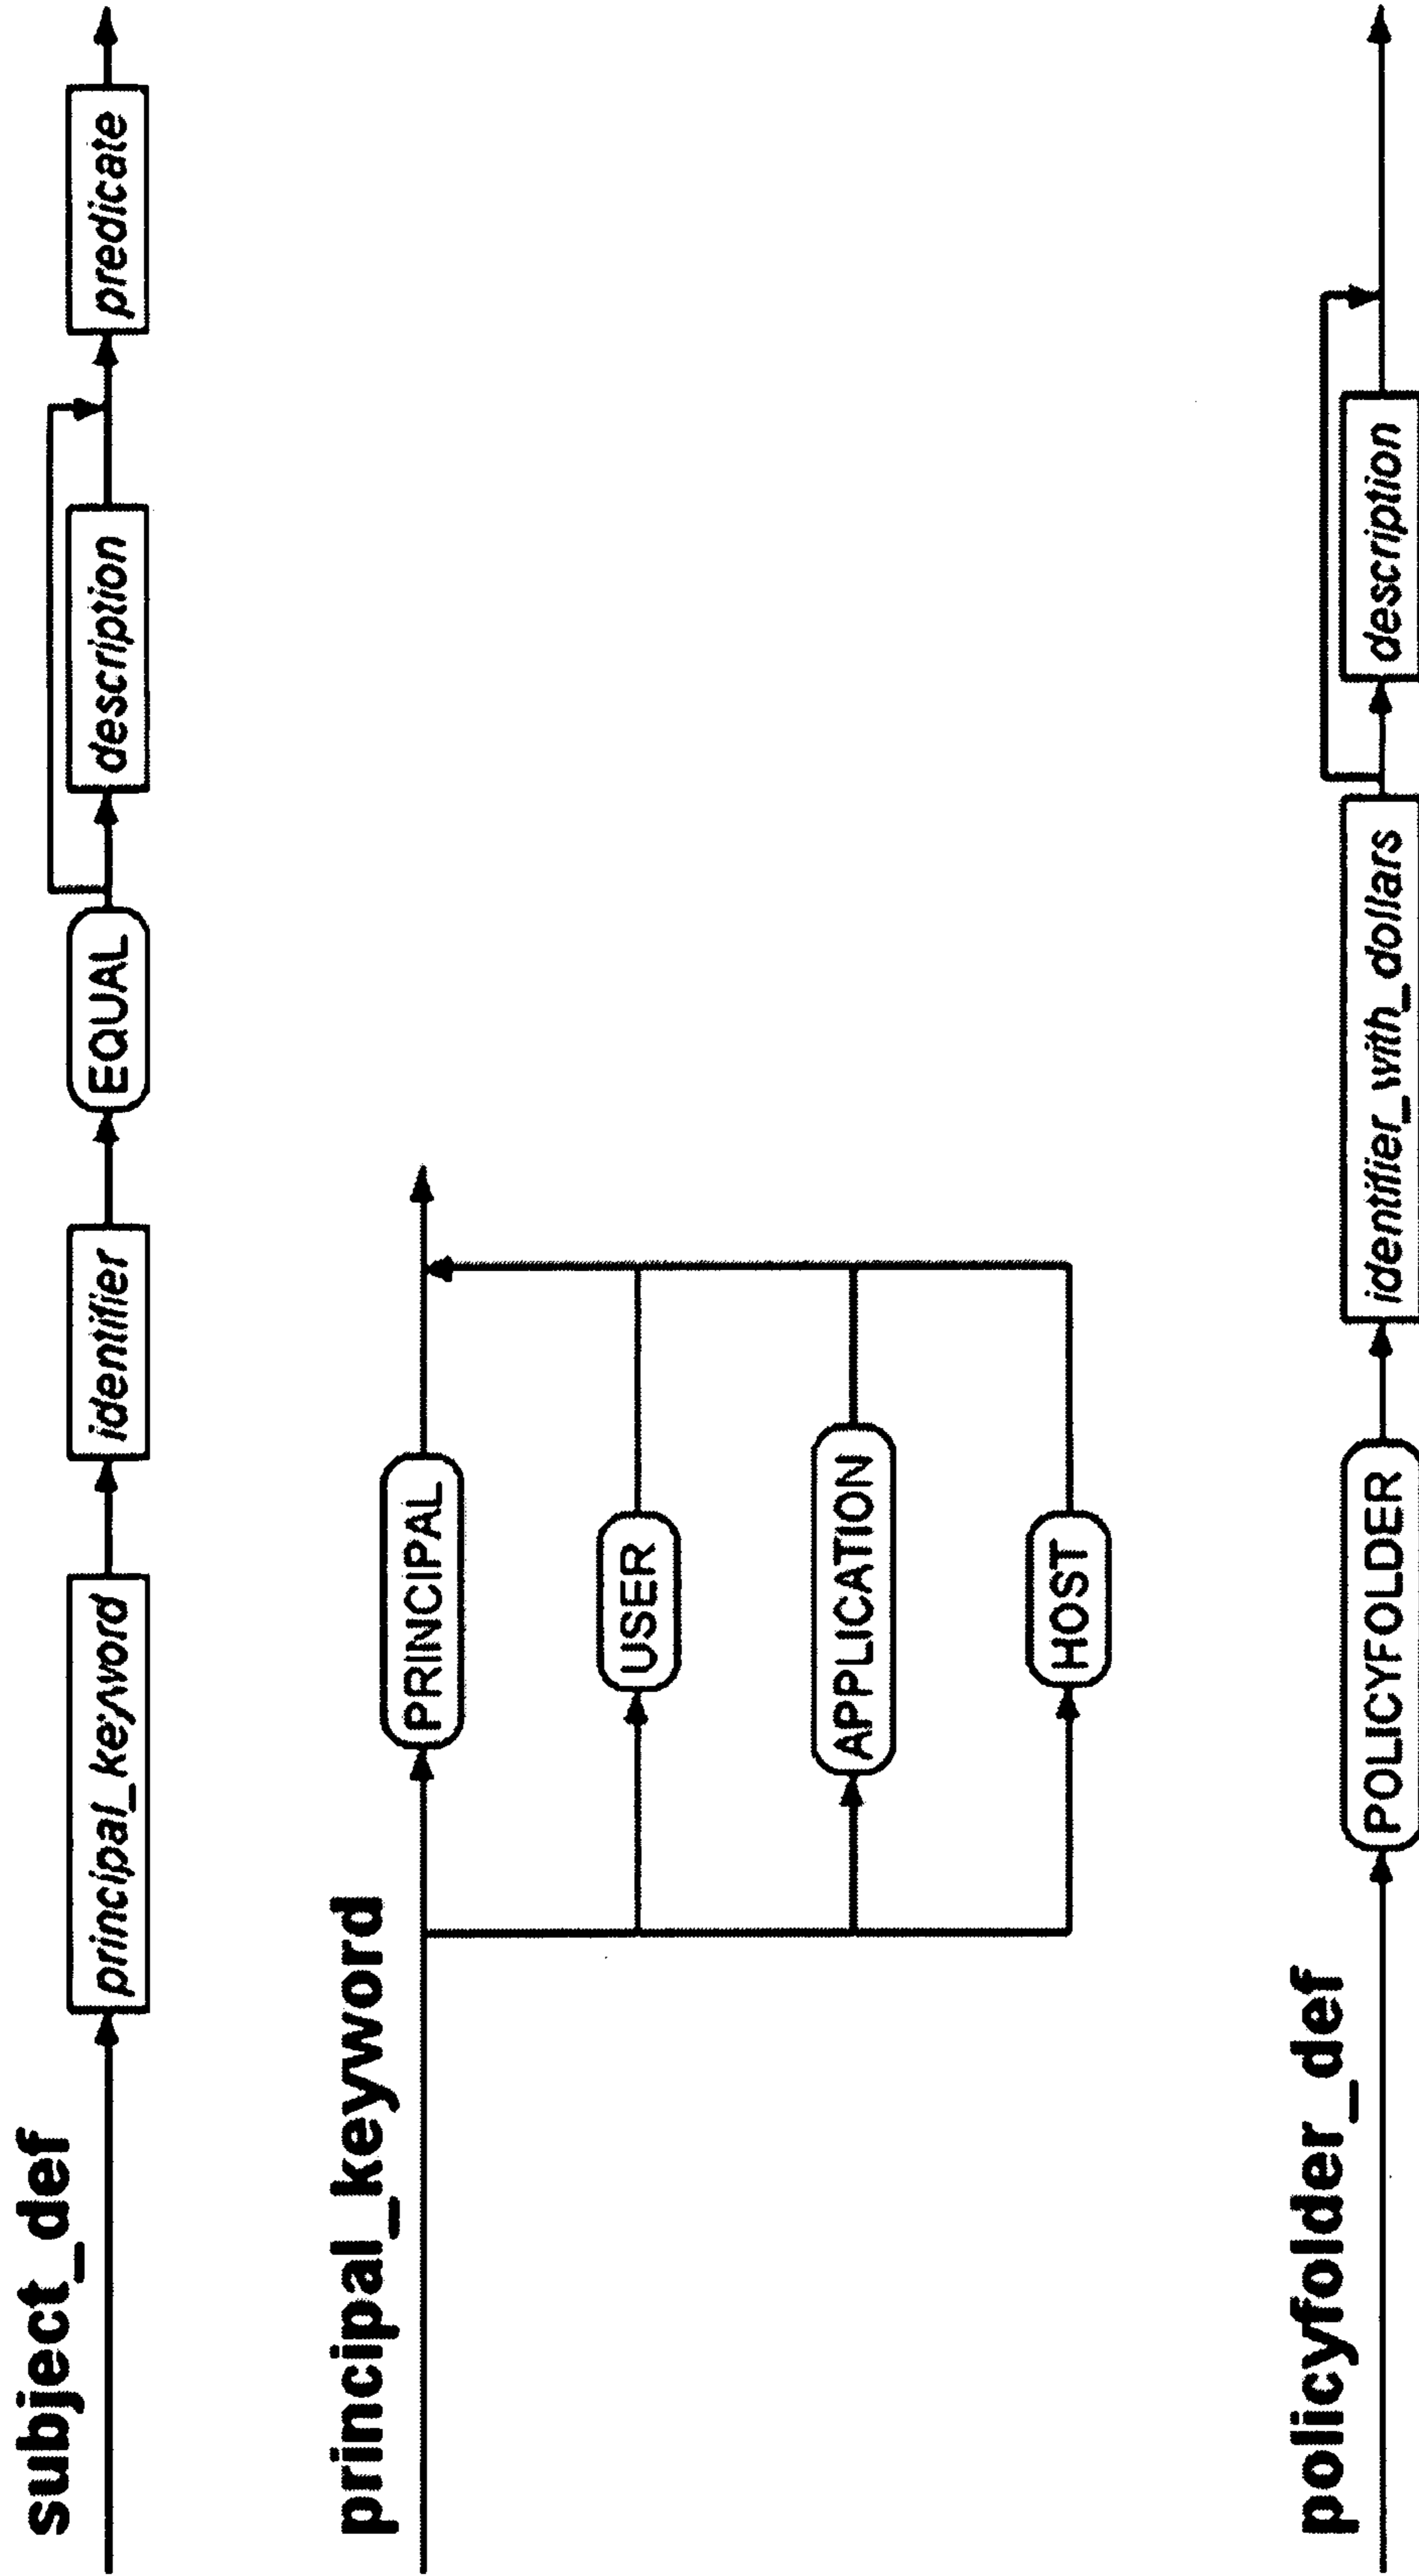 subject_def
principal_keyword identifier EQUAL description predicate
principal_keyword
PRINCIPAL
USER
APPLICATION
HOST
policyfolder_def
POLICYFOLDER identifier_with_dollars description